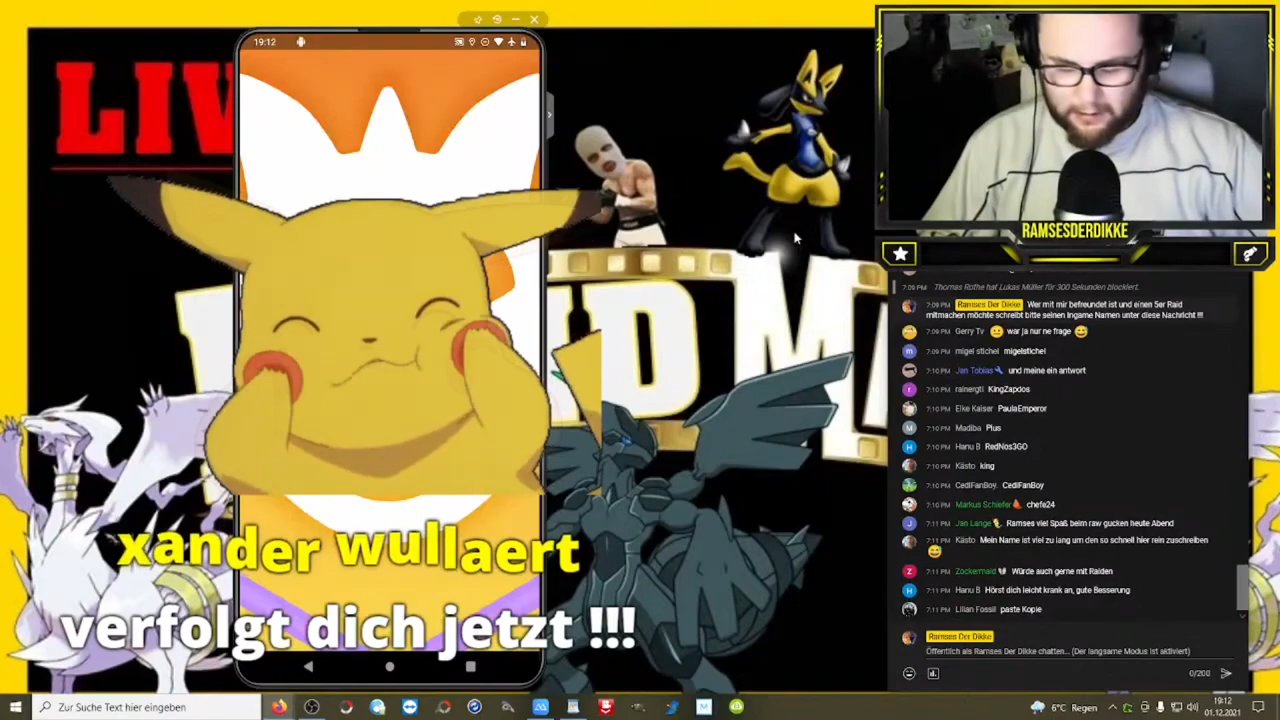 19:12
LIV
D M
xander wullaert
verfolgt dich jetzt !!!
RAMSESDERDIKKE
7:09 PM Thomas Rothe hat Lukas Müller für 300 Sekunden blockiert.
7:09 PM Ramses Der Dikke Wer mit mir befreundet ist und einen 5er Raid
mitmachen möchte schreibt bitte seinen Ingame Namen unter diese Nachricht !!!
7:09 PM Gerry Tv 😐 war ja nur ne frage 😅
7:09 PM migel stichel migelstichel
7:10 PM Jan Tobias und meine ein antwort
7:10 PM rainergti KingZapdos
7:10 PM Elke Kaiser PaulaEmperor
7:10 PM Madiba Plus
7:10 PM Hanu B RedNos3GO
7:10 PM Kästo king
7:10 PM CediFanBoy. CediFanBoy
7:10 PM Markus Schiefer chefe24
7:11 PM Jan Lange Ramses viel Spaß beim raw gucken heute Abend
7:11 PM Kästo Mein Name ist viel zu lang um den so schnell hier rein zuschreiben
😅
7:11 PM Zockermaid Würde auch gerne mit Raiden
7:11 PM Hanu B Hörst dich leicht krank an, gute Besserung
7:11 PM Lilian Fossil paste Kopie
Ramses Der Dikke
Öffentlich als Ramses Der Dikke chatten... (Der langsame Modus ist aktiviert)
0/200
Zur Suche Text hier eingeben
6°C Regen
19:12
01.12.2021